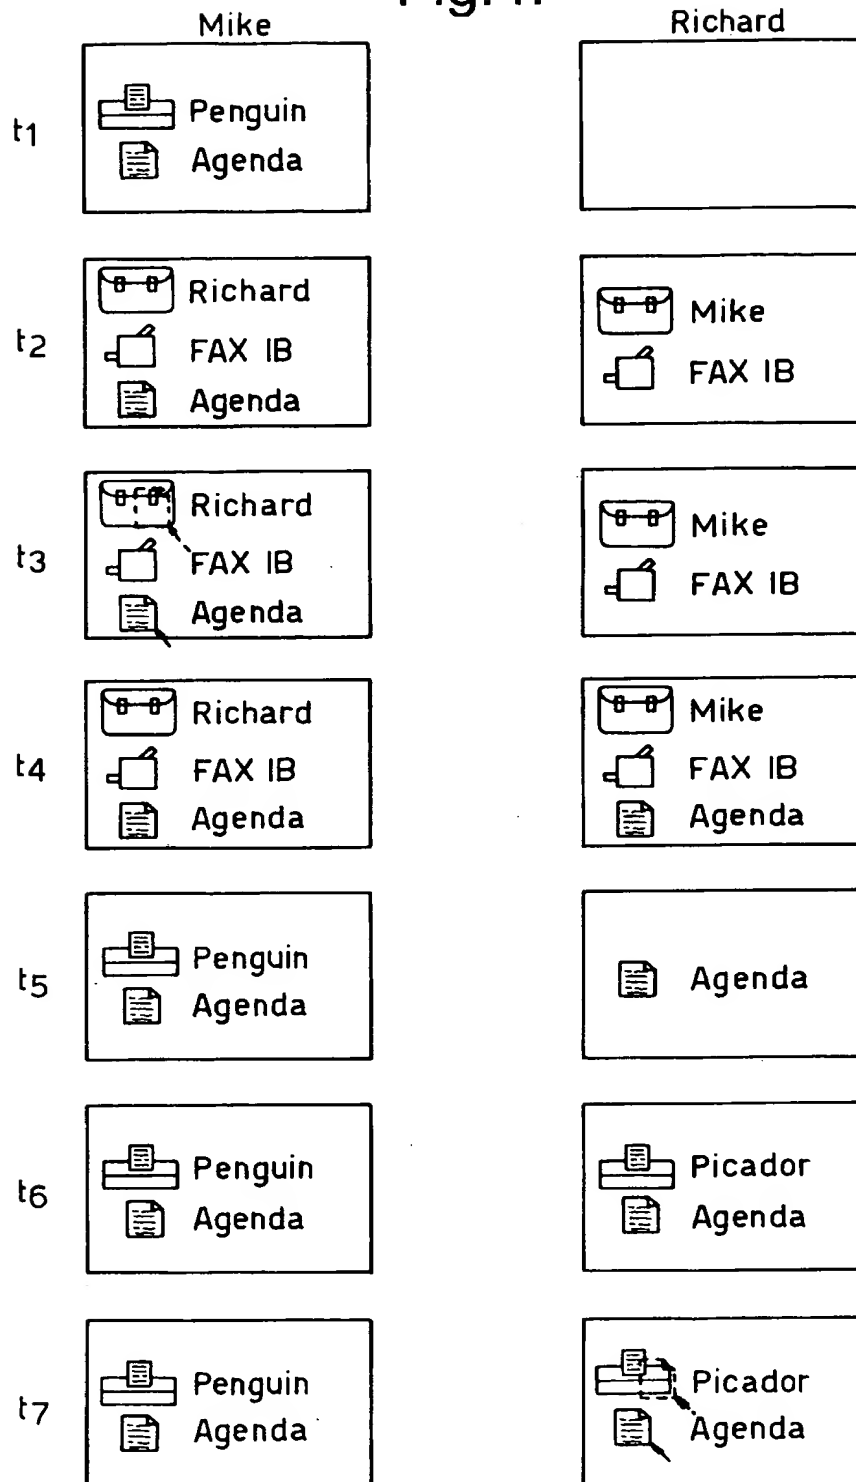 Mike Richard
t1
Penguin
Agenda
t2
Richard
FAX IB
Agenda
Mike
FAX IB
t3
Richard
FAX IB
Agenda
Mike
FAX IB
t4
Richard
FAX IB
Agenda
Mike
FAX IB
Agenda
t5
Penguin
Agenda
Agenda
t6
Penguin
Agenda
Picador
Agenda
t7
Penguin
Agenda
Picador
Agenda